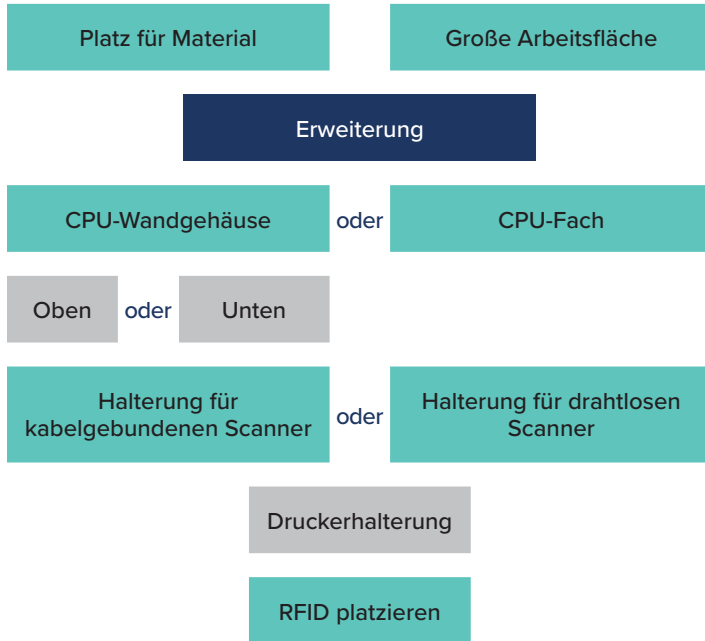 Platz für Material
Große Arbeitsfläche
Erweiterung
CPU-Wandgehäuse oder CPU-Fach
Oben oder Unten
Halterung für
kabelgebundenen Scanner
oder
Halterung für drahtlosen
Scanner
Druckerhalterung
RFID platzieren